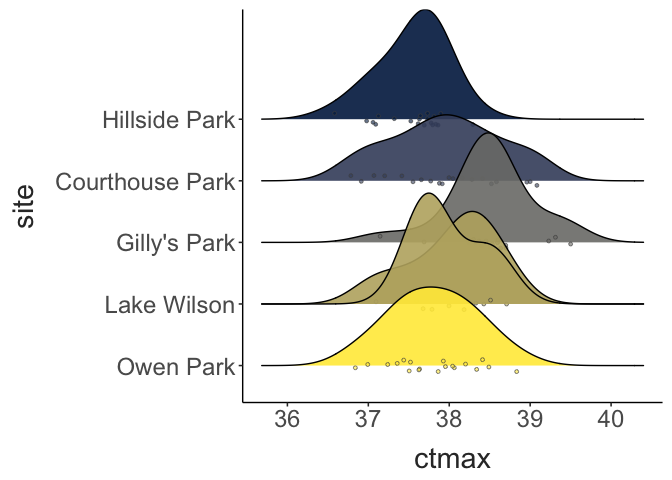 Hillside Park
Courthouse Park
Gilly's Park
Lake Wilson
Owen Park
site
36 37 38 39 40
ctmax